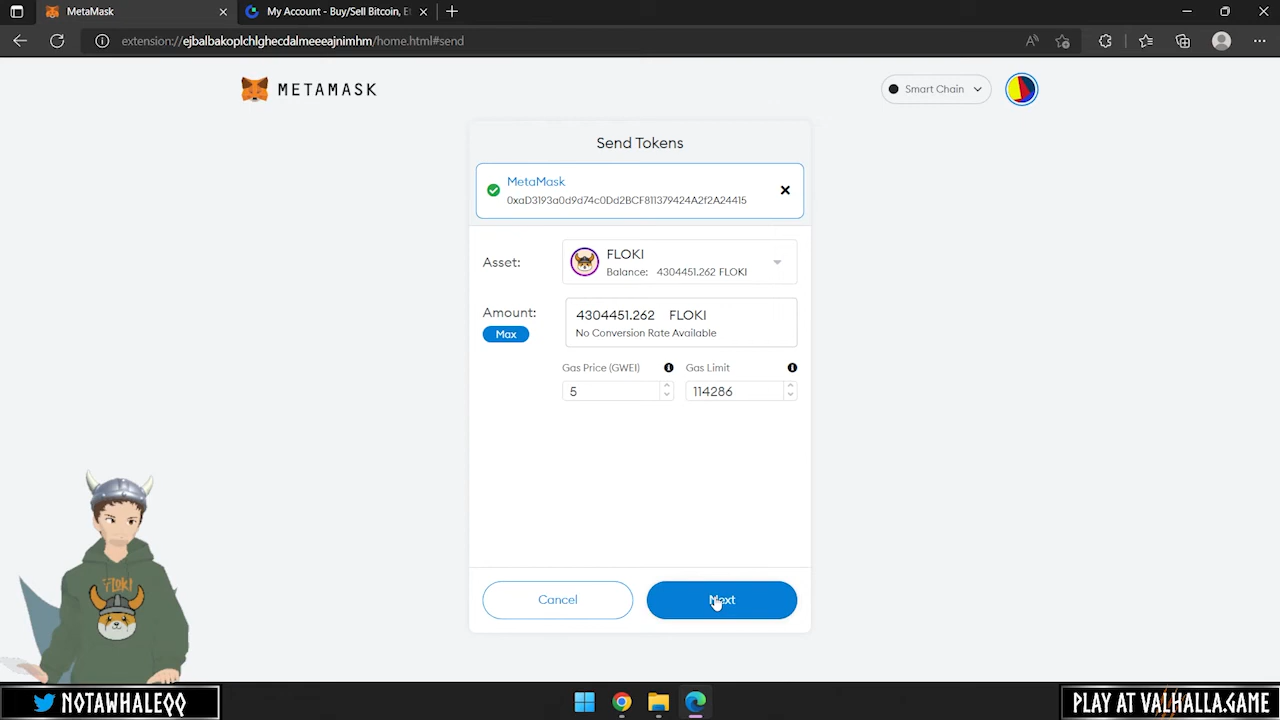 MetaMask
My Account - Buy/Sell Bitcoin, E
extension://ejbalbakoplchlghecdalmeeeajnimhm/home.html#send
METAMASK
Smart Chain
Send Tokens
MetaMask
0xaD3193a0d9d74c0Dd2BCF811379424A2f2A24415
Asset:
FLOKI
Balance: 4304451.262 FLOKI
Amount:
Max
4304451.262 FLOKI
No Conversion Rate Available
Gas Price (GWEI)
Gas Limit
5
114286
Cancel
Next
FLOKI
NOTAWHALEQQ
PLAY AT VALHALLA.GAME